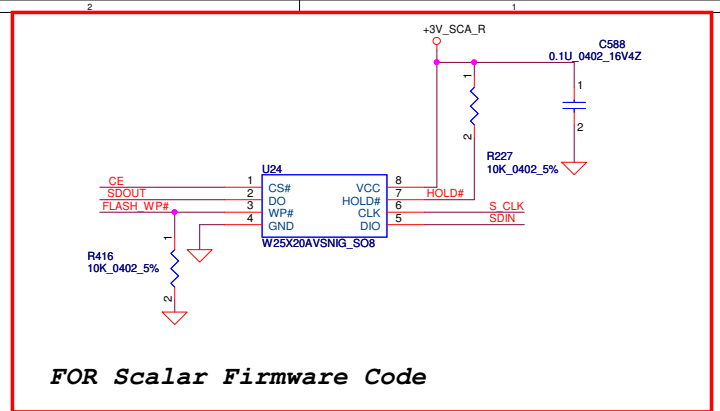 2 1
+3V_SCA_R
C588
0.1U_0402_16V4Z
1
1
2
2
R227
10K_0402_5%
U24
CE 1 CS# VCC 8
SDOUT 2 DO HOLD# 7 HOLD#
FLASH_WP# 3 WP# CLK 6 S_CLK
4 GND DIO 5 SDIN
W25X20AVSNIG_SO8
1
R416
10K_0402_5%
2
FOR Scalar Firmware Code